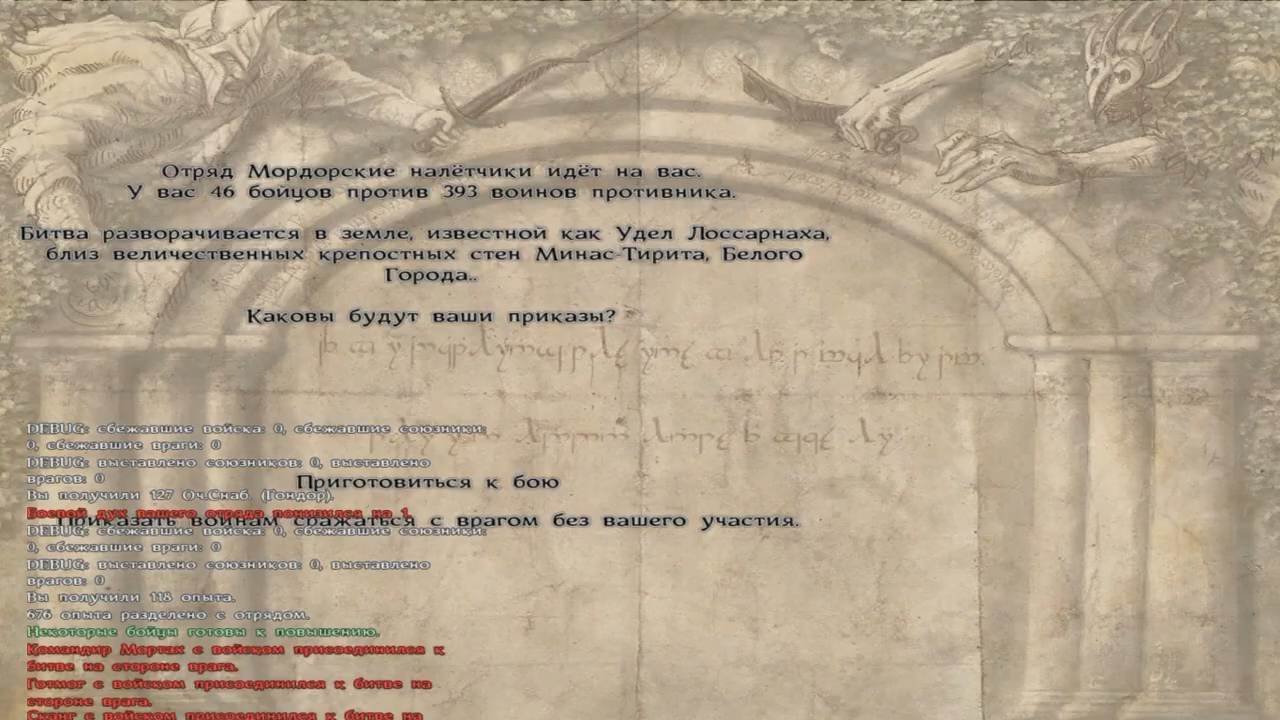 Отряд Мордорские налётчики идёт на вас.
У вас 46 бойцов против 393 воинов противника.
Битва разворачивается в земле, известной как Удел Лоссарнаха,
близ величественных крепостных стен Минас-Тирита, Белого
Города..
Каковы будут ваши приказы?
Приготовиться к бою
Приказать воинам сражаться с врагом без вашего участия.
DEBUG: сбежавшие войска: 0, сбежавшие союзники:
0, сбежавшие враги: 0
DEBUG: выставлено союзников: 0, выставлено
врагов: 0
Вы получили 127 Оч.Снаб. (Гондор).
Боевой дух вашего отряда понизился на 1.
DEBUG: сбежавшие войска: 0, сбежавшие союзники:
0, сбежавшие враги: 0
DEBUG: выставлено союзников: 0, выставлено
врагов: 0
Вы получили 118 опыта.
676 опыта разделено с отрядом.
Некоторые бойцы готовы к повышению.
Командир Мортах с войском присоединился к
битве на стороне врага.
Готмог с войском присоединился к битве на
стороне врага.
Сканг с войском присоединился к битве на